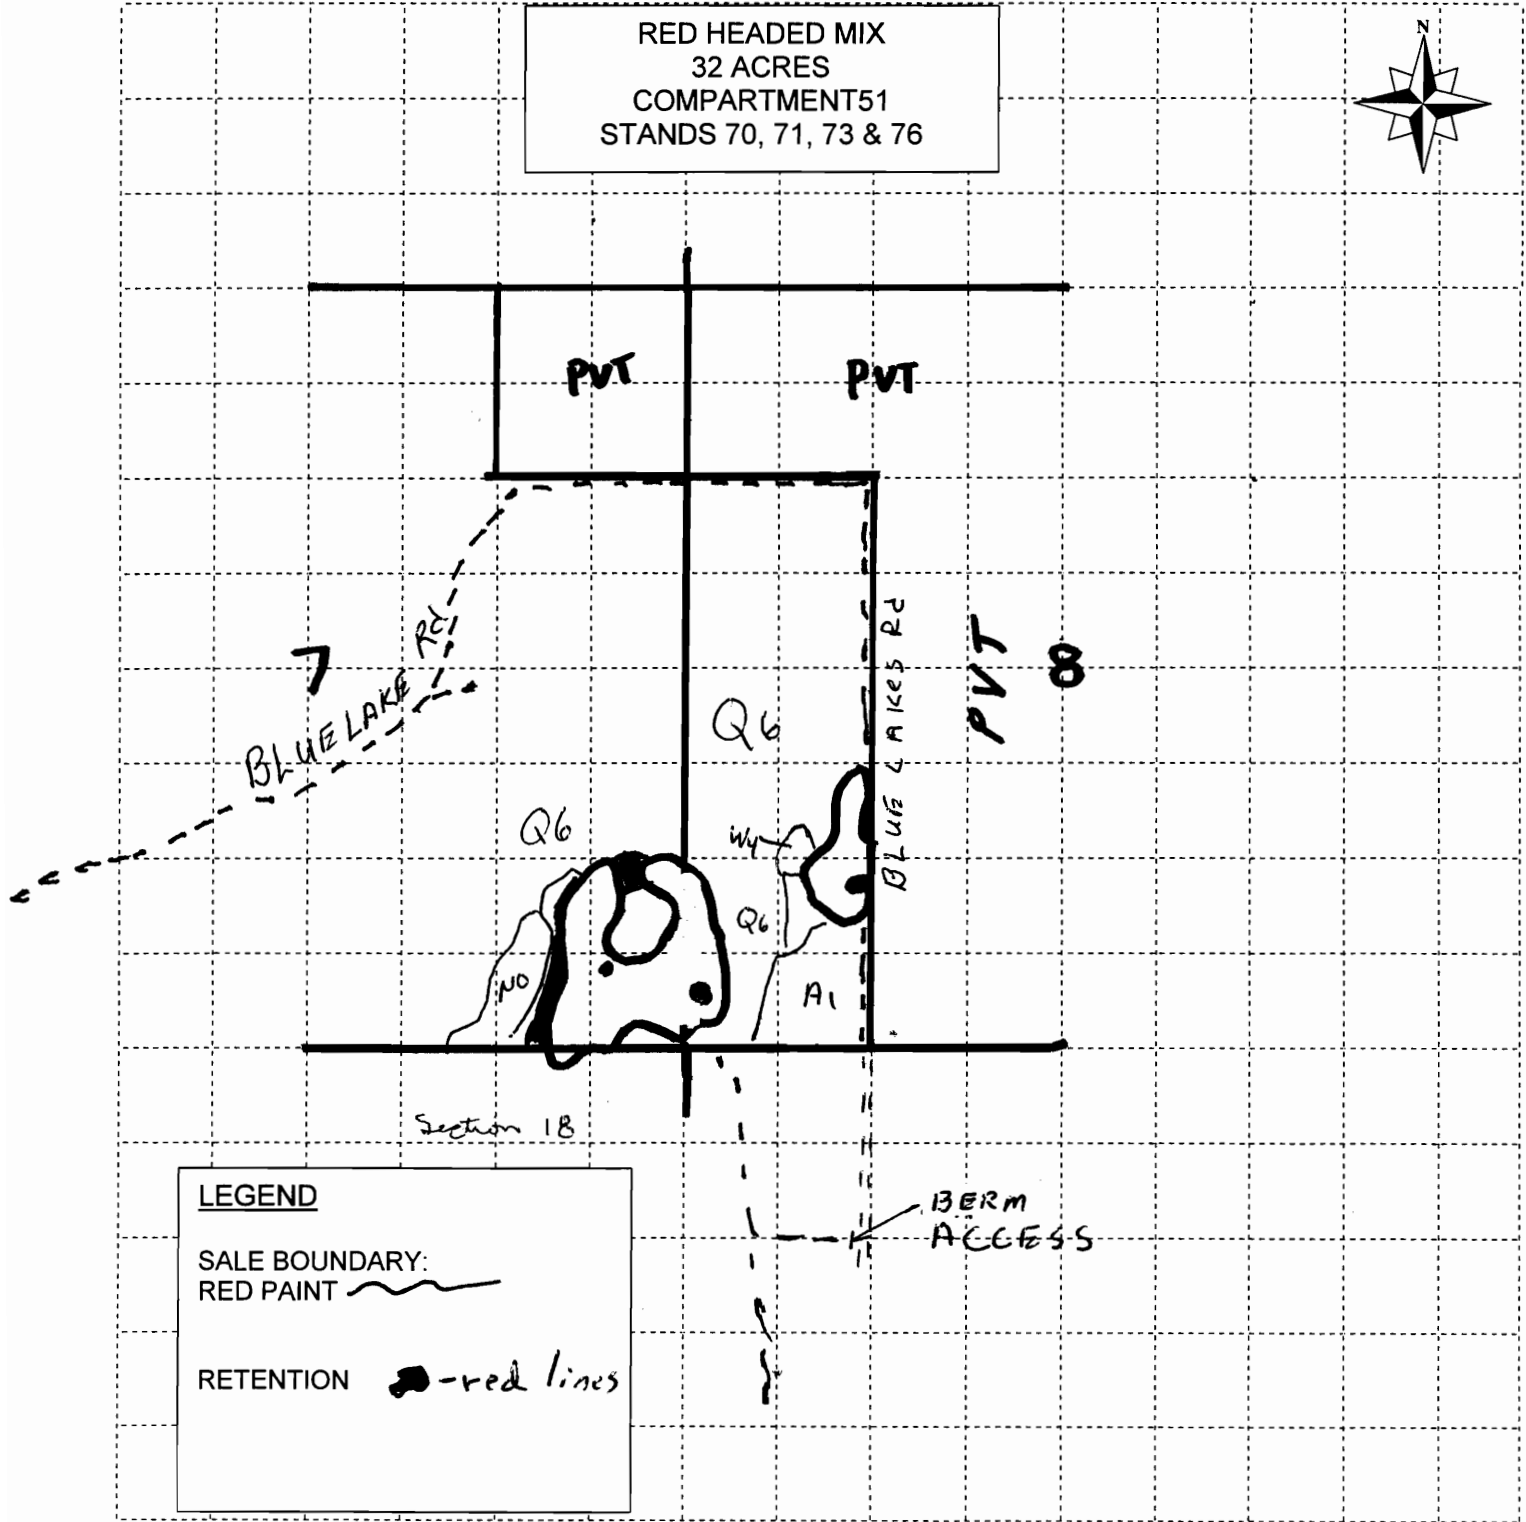 RED HEADED MIX
32 ACRES
COMPARTMENT51
STANDS 70, 71, 73 & 76
N
PVT
PVT
7
BLUE LAKE Rd
BLUE LAKES Rd
PVT
8
Q6
Q6
Wy
Q6
NO
A1
Section 18
BERM
ACCESS
LEGEND
SALE BOUNDARY:
RED PAINT
RETENTION -red lines